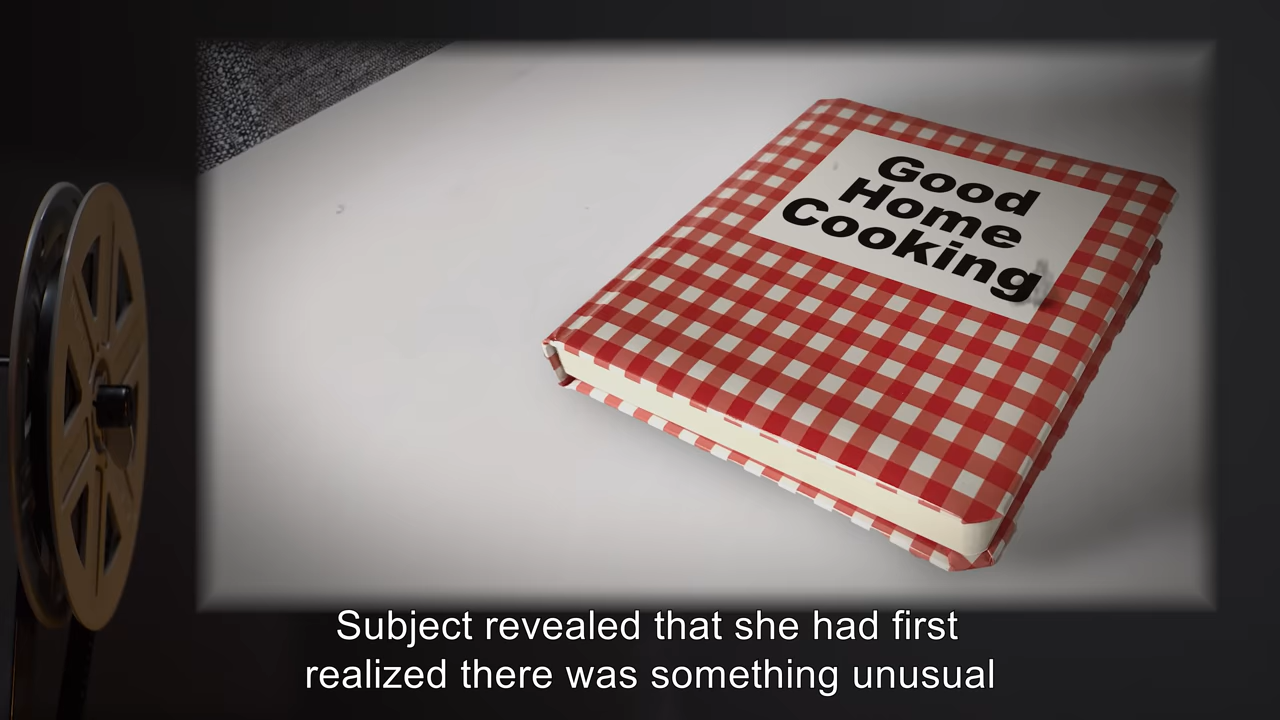 Good
Home
Cooking
Subject revealed that she had first
realized there was something unusual